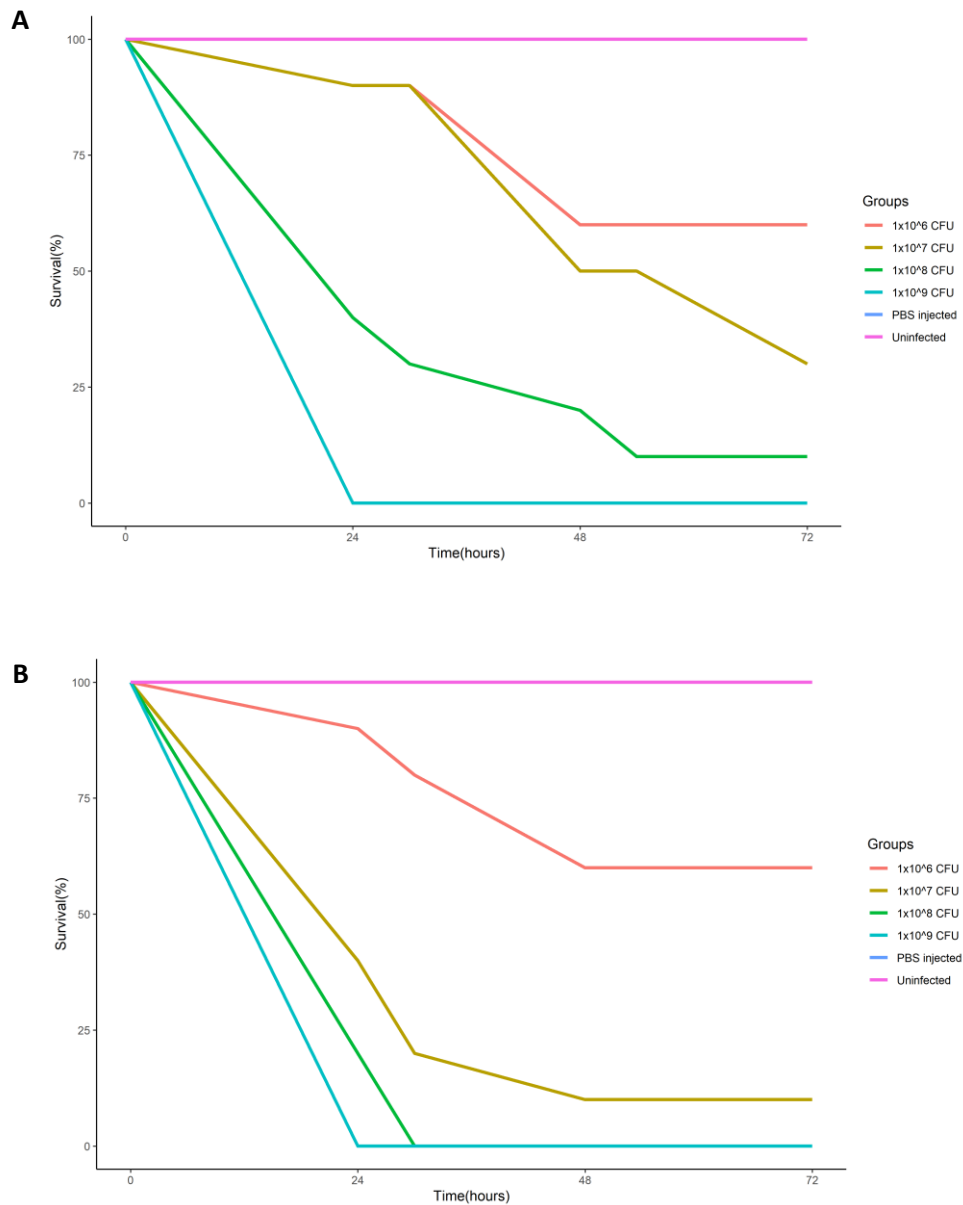 A
100
75
50
25
0
Survival(%)
0 24 48 72
Time(hours)
Groups
1x10^6 CFU
1x10^7 CFU
1x10^8 CFU
1x10^9 CFU
PBS injected
Uninfected
B
100
75
50
25
0
Survival(%)
0 24 48 72
Time(hours)
Groups
1x10^6 CFU
1x10^7 CFU
1x10^8 CFU
1x10^9 CFU
PBS injected
Uninfected